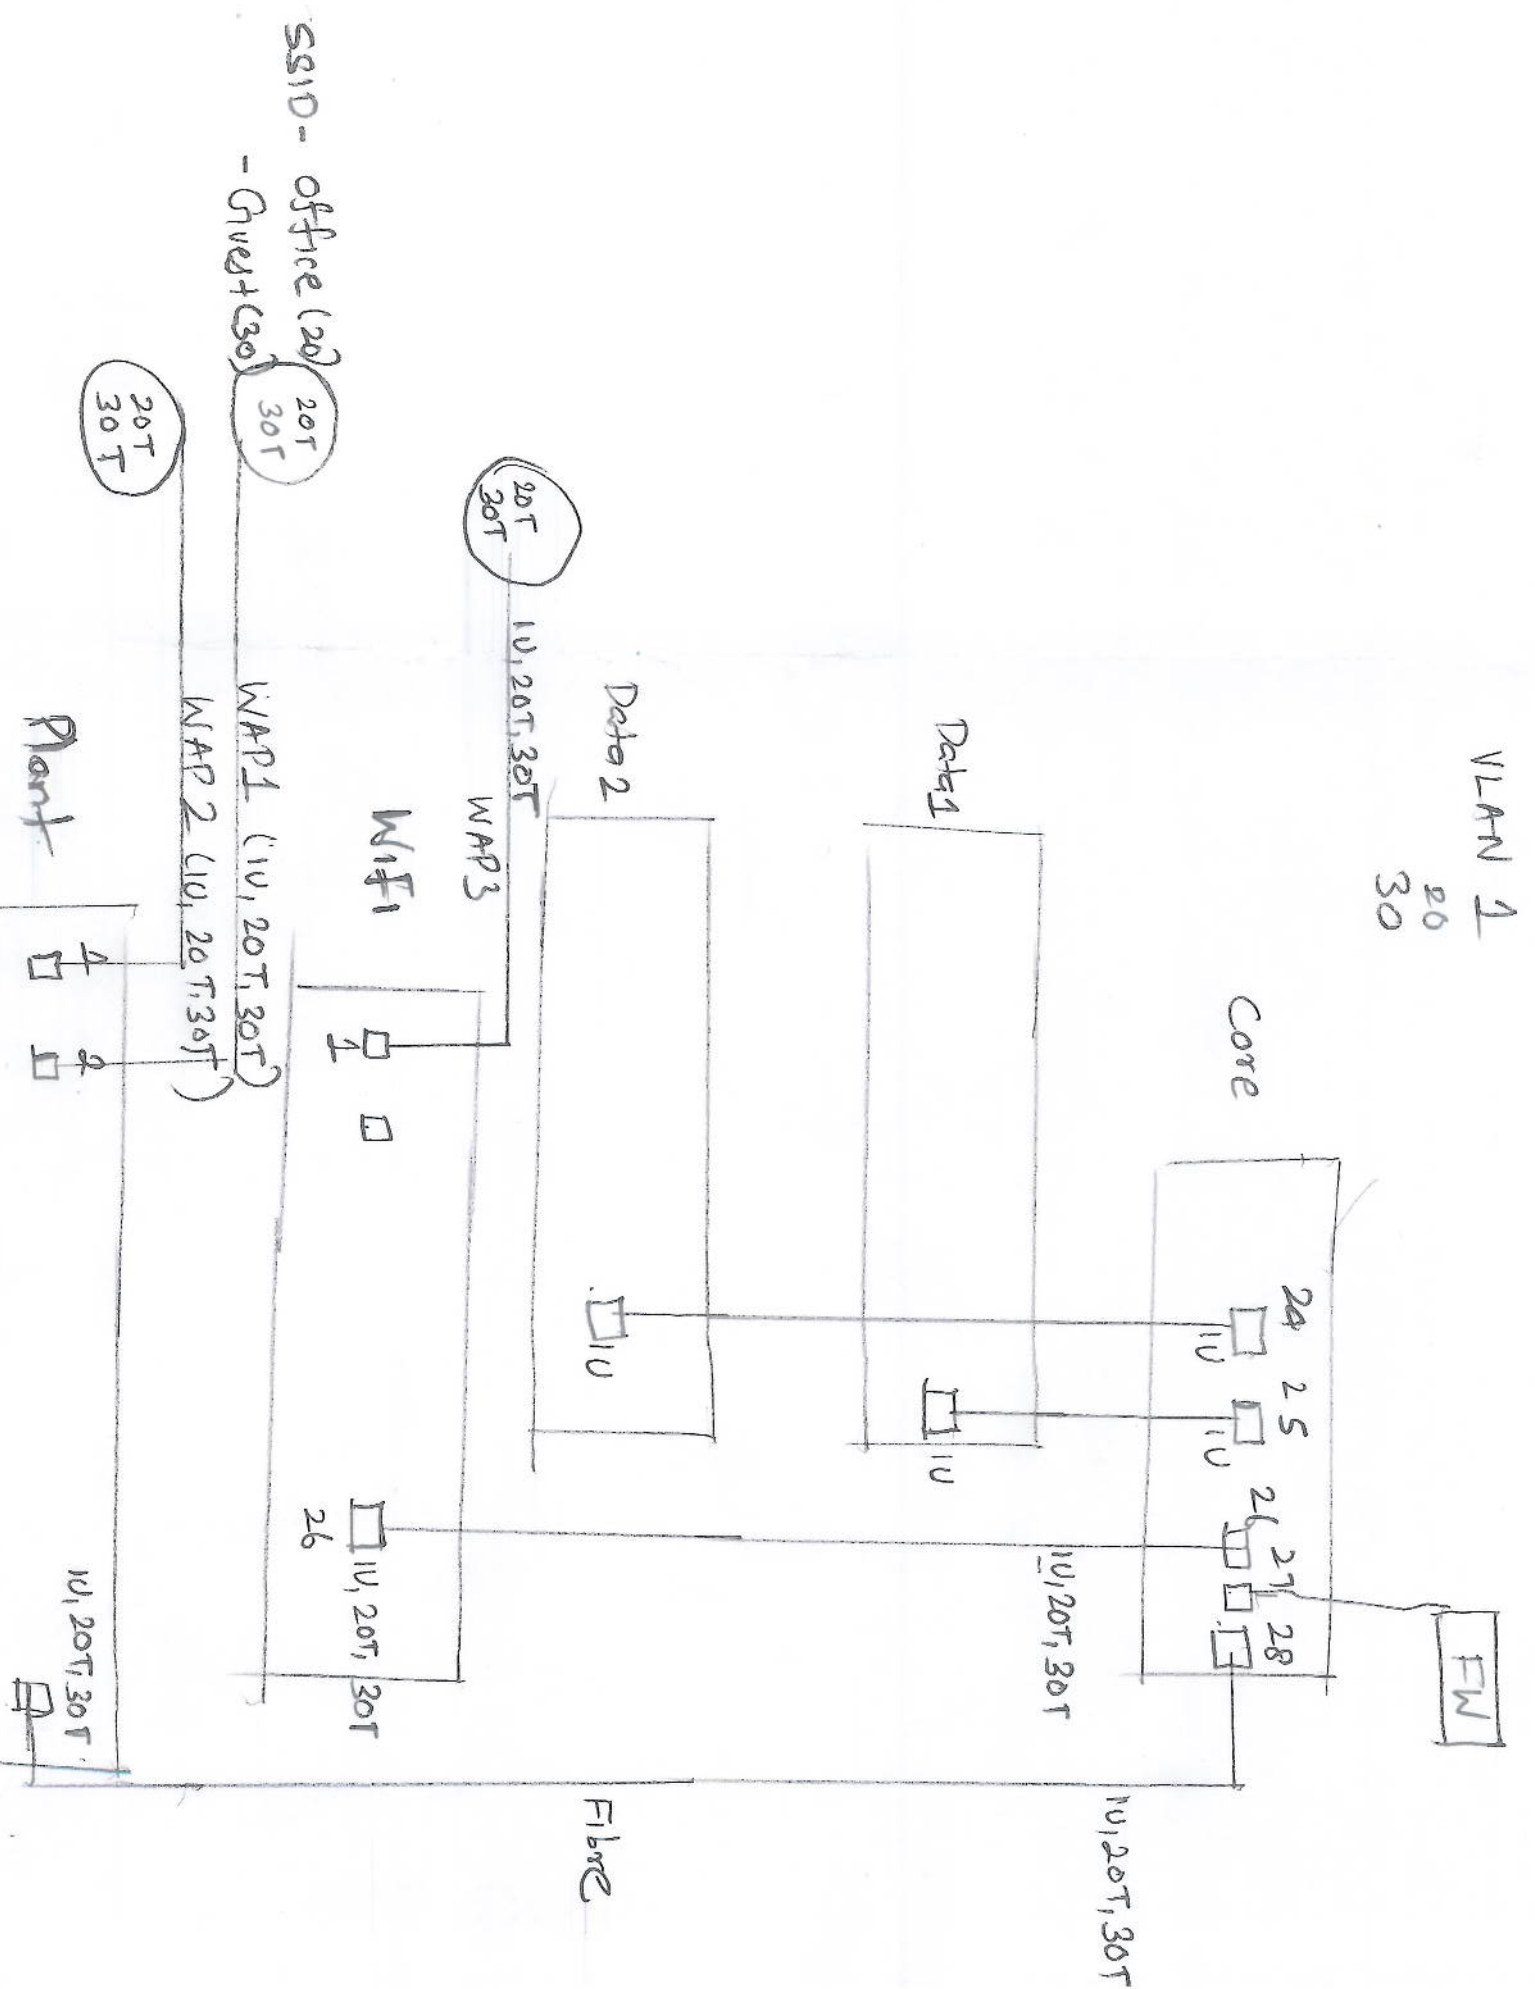 VLAN 1
20
30
FW
Core
24
25
26
27
28
1U
1U
1U,20T,30T
1U,20T,30T
Data1
1U
Data2
1U
Fibre
1U,20T,30T
20T
30T
WAP3
Wifi
1
26
1U,20T,30T
SSID - office (20)
- Guest (30)
20T
30T
WAP1 (1U, 20T, 30T)
20T
30T
WAP2 (1U, 20T, 30T)
Plant
1
2
1U,20T,30T